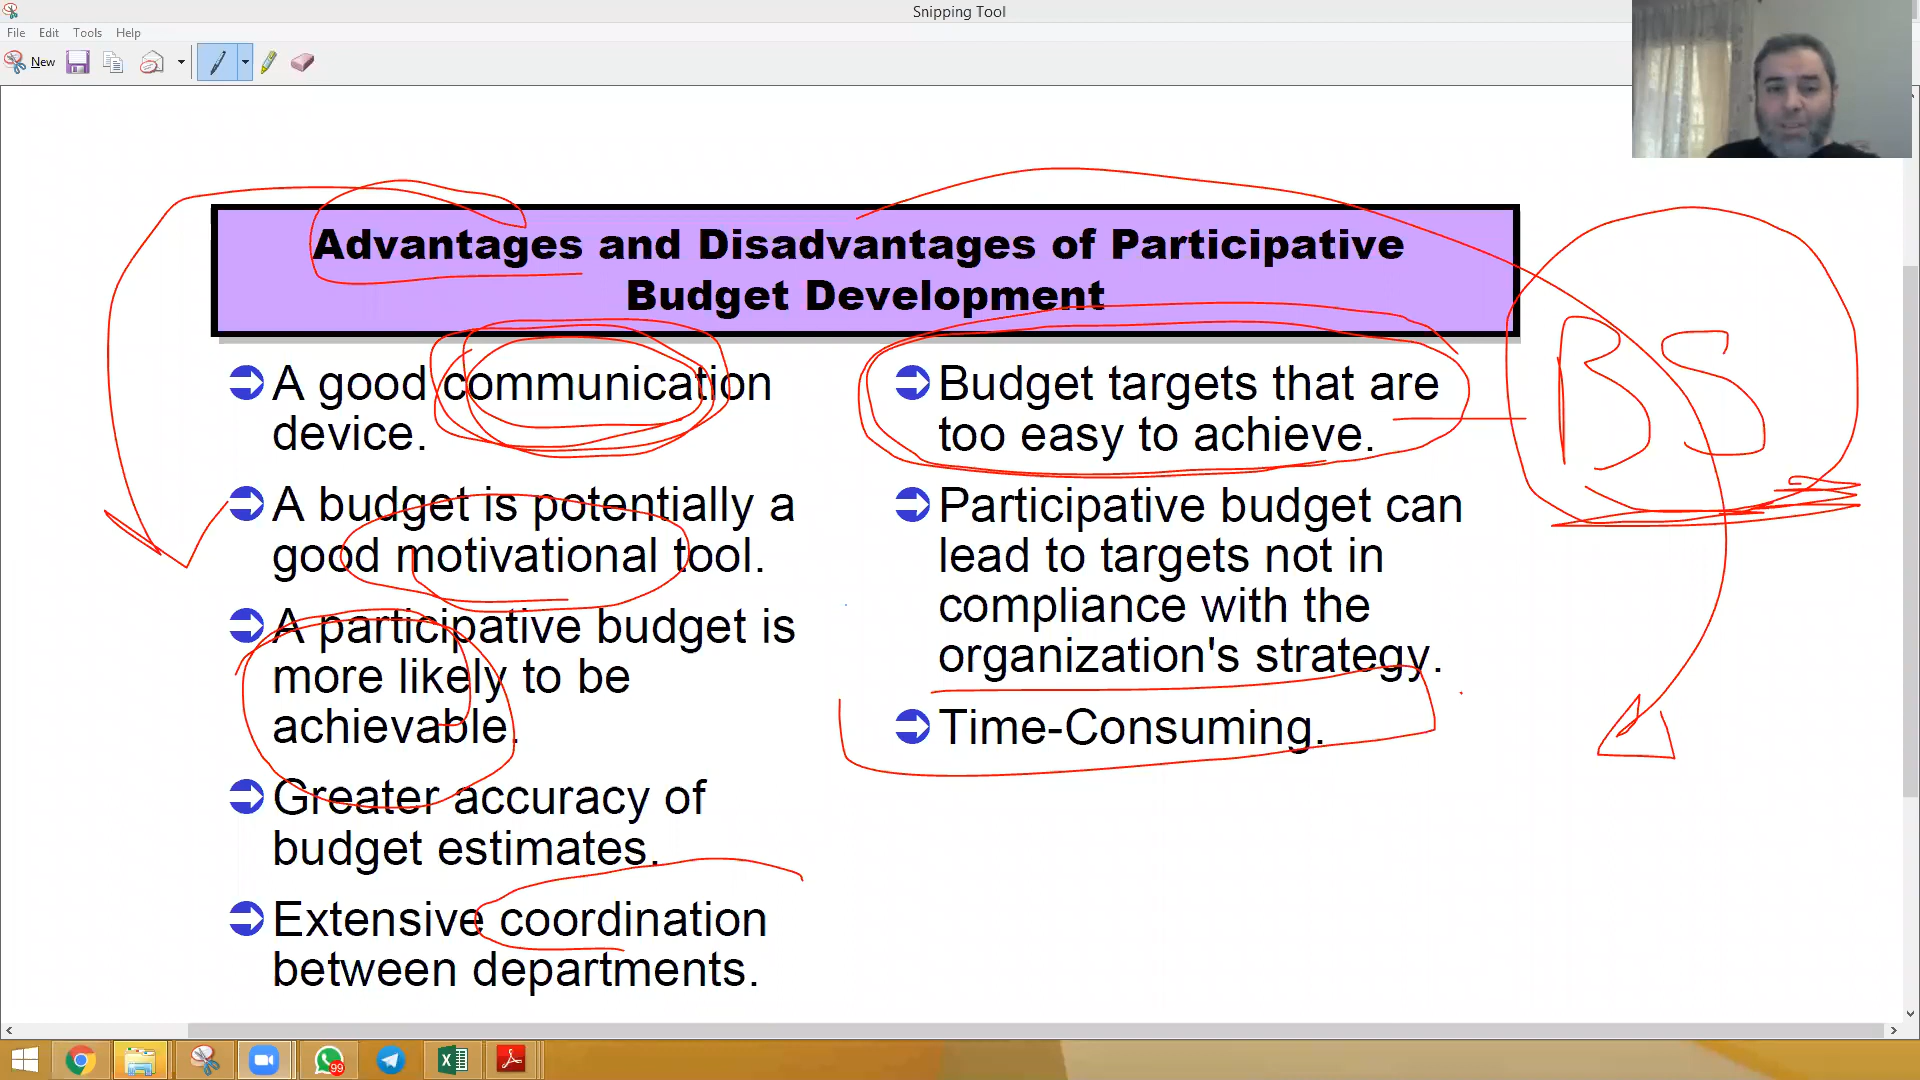 Snipping Tool
File Edit Tools Help
New
Advantages and Disadvantages of Participative
Budget Development
A good communication
device.
A budget is potentially a
good motivational tool.
A participative budget is
more likely to be
achievable.
Greater accuracy of
budget estimates.
Extensive coordination
between departments.
Budget targets that are
too easy to achieve.
Participative budget can
lead to targets not in
compliance with the
organization's strategy.
Time-Consuming.
BS
99